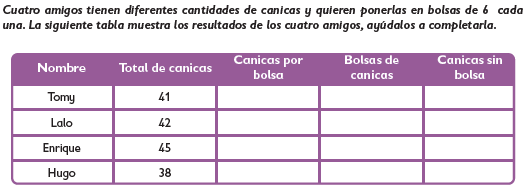 Cuatro amigos tienen diferentes cantidades de canicas y quieren ponerlas en bolsas de 6 cada
una. La siguiente tabla muestra los resultados de los cuatro amigos, ayúdalos a completarla.
Nombre Total de canicas Canicas por bolsa Bolsas de canicas Canicas sin bolsa
Tomy 41
Lalo 42
Enrique 45
Hugo 38